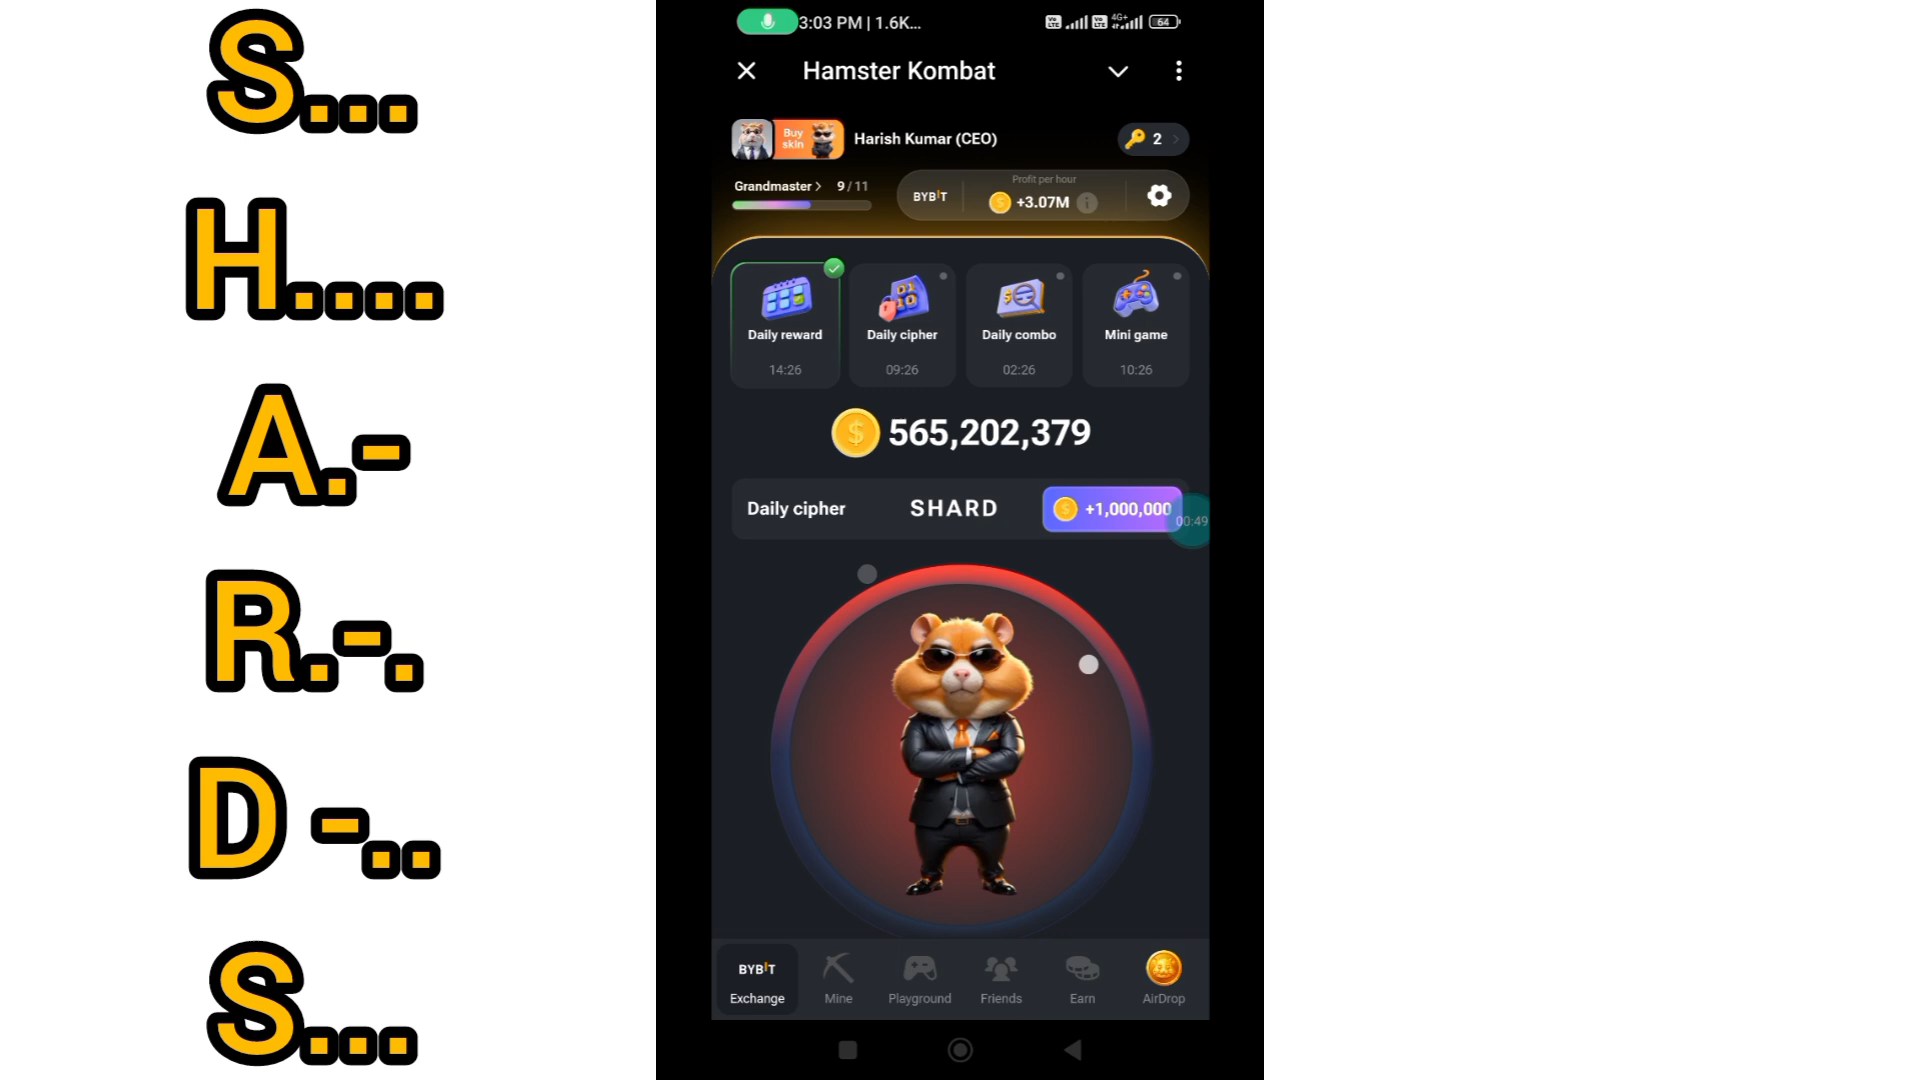 S...
H....
A.-
R.-.
D -..
S...
3:03 PM | 1.6K...
4G+
64
Hamster Kombat
Buy skin
Harish Kumar (CEO)
2
Grandmaster >
9/11
BYBIT
Profit per hour
+3.07M
Daily reward
14:26
Daily cipher
09:26
Daily combo
02:26
Mini game
10:26
565,202,379
Daily cipher
SHARD
+1,000,000
00:49
BYBIT
Exchange
Mine
Playground
Friends
Earn
AirDrop